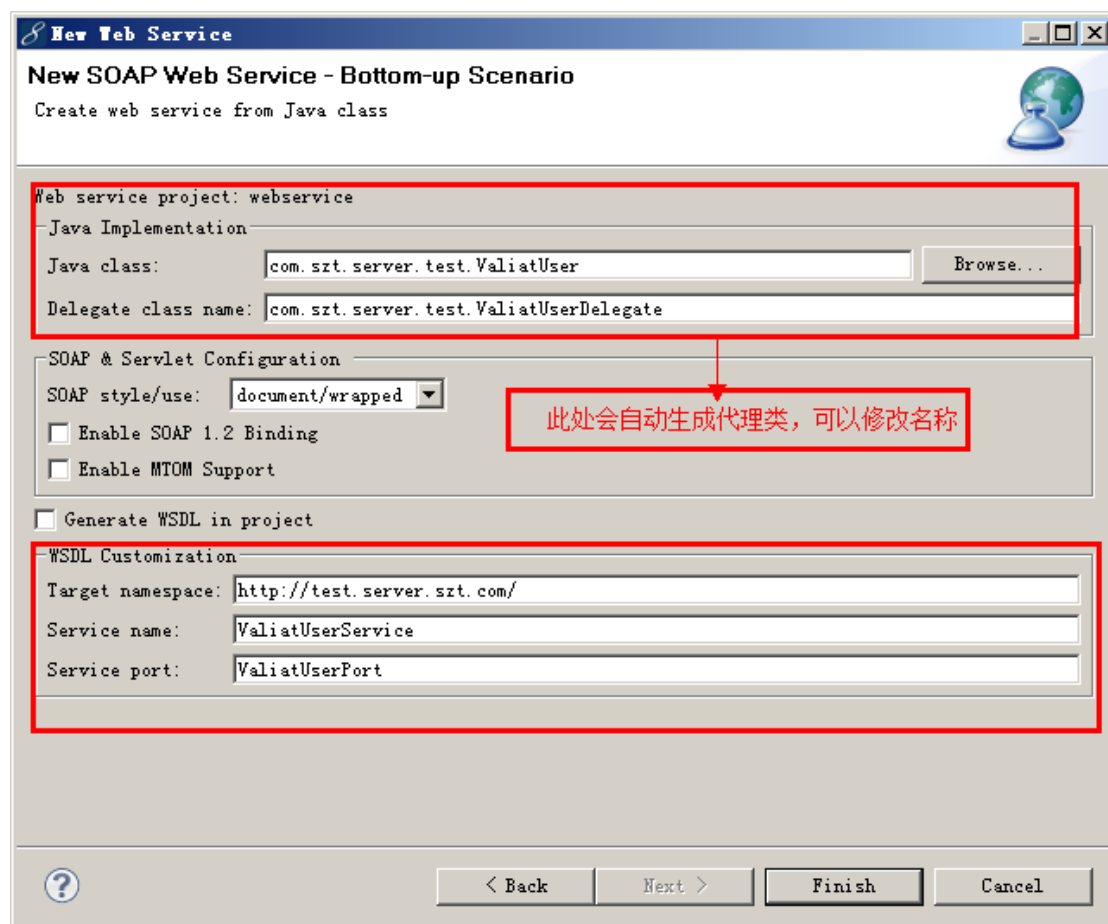 New Web Service
New SOAP Web Service - Bottom-up Scenario
Create web service from Java class
Web service project: webservice
Java Implementation
Java class: com.szt.server.test.ValiatUser Browse...
Delegate class name: com.szt.server.test.ValiatUserDelegate
SOAP & Servlet Configuration
SOAP style/use: document/wrapped
此处会自动生成代理类，可以修改名称
Enable SOAP 1.2 Binding
Enable MTOM Support
Generate WSDL in project
WSDL Customization
Target namespace: http://test.server.szt.com/
Service name: ValiatUserService
Service port: ValiatUserPort
? < Back Next > Finish Cancel